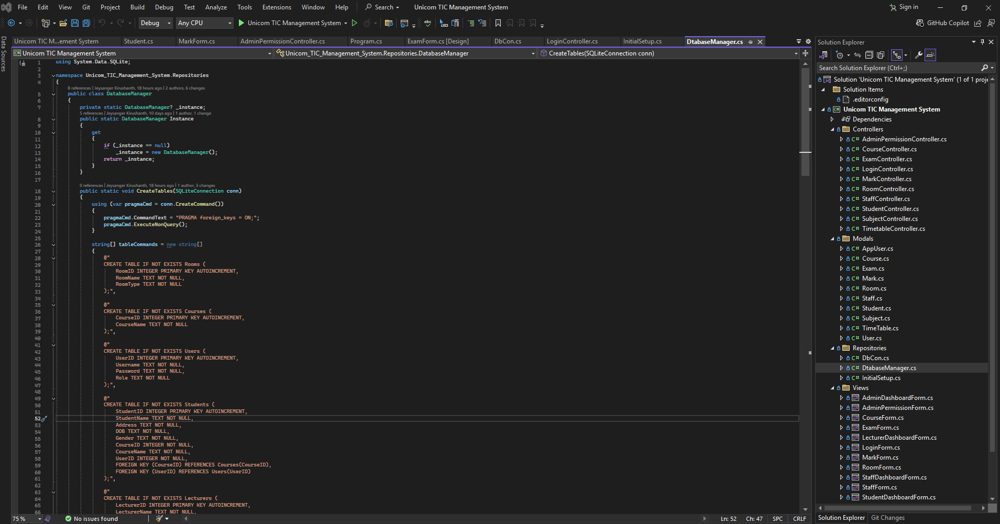 File Edit View Git Project Build Debug Test Analyze Tools Extensions Window Help Search Unicom TIC Management System Sign in
Debug Any CPU Unicom TIC Management System GitHub Copilot
Data Sources
Unicom TIC M...ement System Student.cs MarkForm.cs AdminPermissionController.cs Program.cs ExamForm.cs [Design] DbCon.cs LoginController.cs InitialSetup.cs DtabaseManager.cs
Unicom TIC Management System Unicom_TIC_Management_System.Repositories.DatabaseManager CreateTables(SQLiteConnection conn)
1 using System.Data.SQLite;
2
3 namespace Unicom_TIC_Management_System.Repositories
4 {
8 references | Jeysanger Kirushanth, 18 hours ago | 2 authors, 6 changes
5 public class DatabaseManager
6 {
7 private static DatabaseManager? _instance;
5 references | Jeysanger Kirushanth, 10 days ago | 1 author, 1 change
8 public static DatabaseManager Instance
9 {
10 get
11 {
12 if (_instance == null)
13 _instance = new DatabaseManager();
14 return _instance;
15 }
16 }
17
0 references | Jeysanger Kirushanth, 18 hours ago | 1 author, 3 changes
18 public static void CreateTables(SQLiteConnection conn)
19 {
20 using (var pragmaCmd = conn.CreateCommand())
21 {
22 pragmaCmd.CommandText = "PRAGMA foreign_keys = ON;";
23 pragmaCmd.ExecuteNonQuery();
24 }
25
26 string[] tableCommands = new string[]
27 {
28 @"
29 CREATE TABLE IF NOT EXISTS Rooms (
30 RoomID INTEGER PRIMARY KEY AUTOINCREMENT,
31 RoomName TEXT NOT NULL,
32 RoomType TEXT NOT NULL
33 );",
34
35 @"
36 CREATE TABLE IF NOT EXISTS Courses (
37 CourseID INTEGER PRIMARY KEY AUTOINCREMENT,
38 CourseName TEXT NOT NULL
39 );",
40
41 @"
42 CREATE TABLE IF NOT EXISTS Users (
43 UserID INTEGER PRIMARY KEY AUTOINCREMENT,
44 Username TEXT NOT NULL,
45 Password TEXT NOT NULL,
46 Role TEXT NOT NULL
47 );",
48
49 @"
50 CREATE TABLE IF NOT EXISTS Students (
51 StudentID INTEGER PRIMARY KEY AUTOINCREMENT,
52 StudentName TEXT NOT NULL,
53 Address TEXT NOT NULL,
54 DOB TEXT NOT NULL,
55 Gender TEXT NOT NULL,
56 CourseID INTEGER NOT NULL,
57 CourseName TEXT NOT NULL,
58 UserID INTEGER NOT NULL,
59 FOREIGN KEY (CourseID) REFERENCES Courses(CourseID),
60 FOREIGN KEY (UserID) REFERENCES Users(UserID)
61 );",
62
63 @"
64 CREATE TABLE IF NOT EXISTS Lecturers (
65 LecturerID INTEGER PRIMARY KEY AUTOINCREMENT,
66 LecturerName TEXT NOT NULL,
75 % No issues found Ln: 52 Ch: 47 SPC CRLF
Solution Explorer
Search Solution Explorer (Ctrl+;)
Solution 'Unicom TIC Management System' (1 of 1 proje
Solution Items
.editorconfig
C# Unicom TIC Management System
Dependencies
Controllers
C# AdminPermissionController.cs
C# CourseController.cs
C# ExamController.cs
C# LoginController.cs
C# MarkController.cs
C# RoomController.cs
C# StaffController.cs
C# StudentController.cs
C# SubjectController.cs
C# TimetableController.cs
Modals
C# AppUser.cs
C# Course.cs
C# Exam.cs
C# Mark.cs
C# Room.cs
C# Staff.cs
C# Student.cs
C# Subject.cs
C# TimeTable.cs
C# User.cs
Repositories
C# DbCon.cs
C# DtabaseManager.cs
C# InitialSetup.cs
Views
AdminDashboardForm.cs
AdminPermissionForm.cs
CourseForm.cs
ExamForm.cs
LecturerDashboardForm.cs
LoginForm.cs
MarkForm.cs
RoomForm.cs
StaffDashboardForm.cs
StaffForm.cs
StudentDashboardForm.cs
Solution Explorer Git Changes